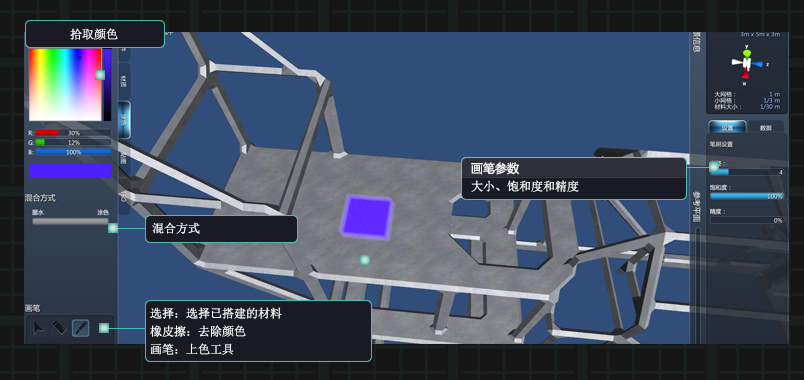 拾取颜色
R:
30%
G:
12%
B:
100%
混合方式
墨水 涂色
混合方式
画笔
选择：选择已搭建的材料
橡皮擦：去除颜色
画笔：上色工具
画笔参数
大小、饱和度和精度
3m x 5m x 3m
y
z
x
大网格： 1 m
小网格： 1/3 m
材料大小： 1/30 m
数据
笔刷设置
4
饱和度：
100%
精度：
0%
参考平面